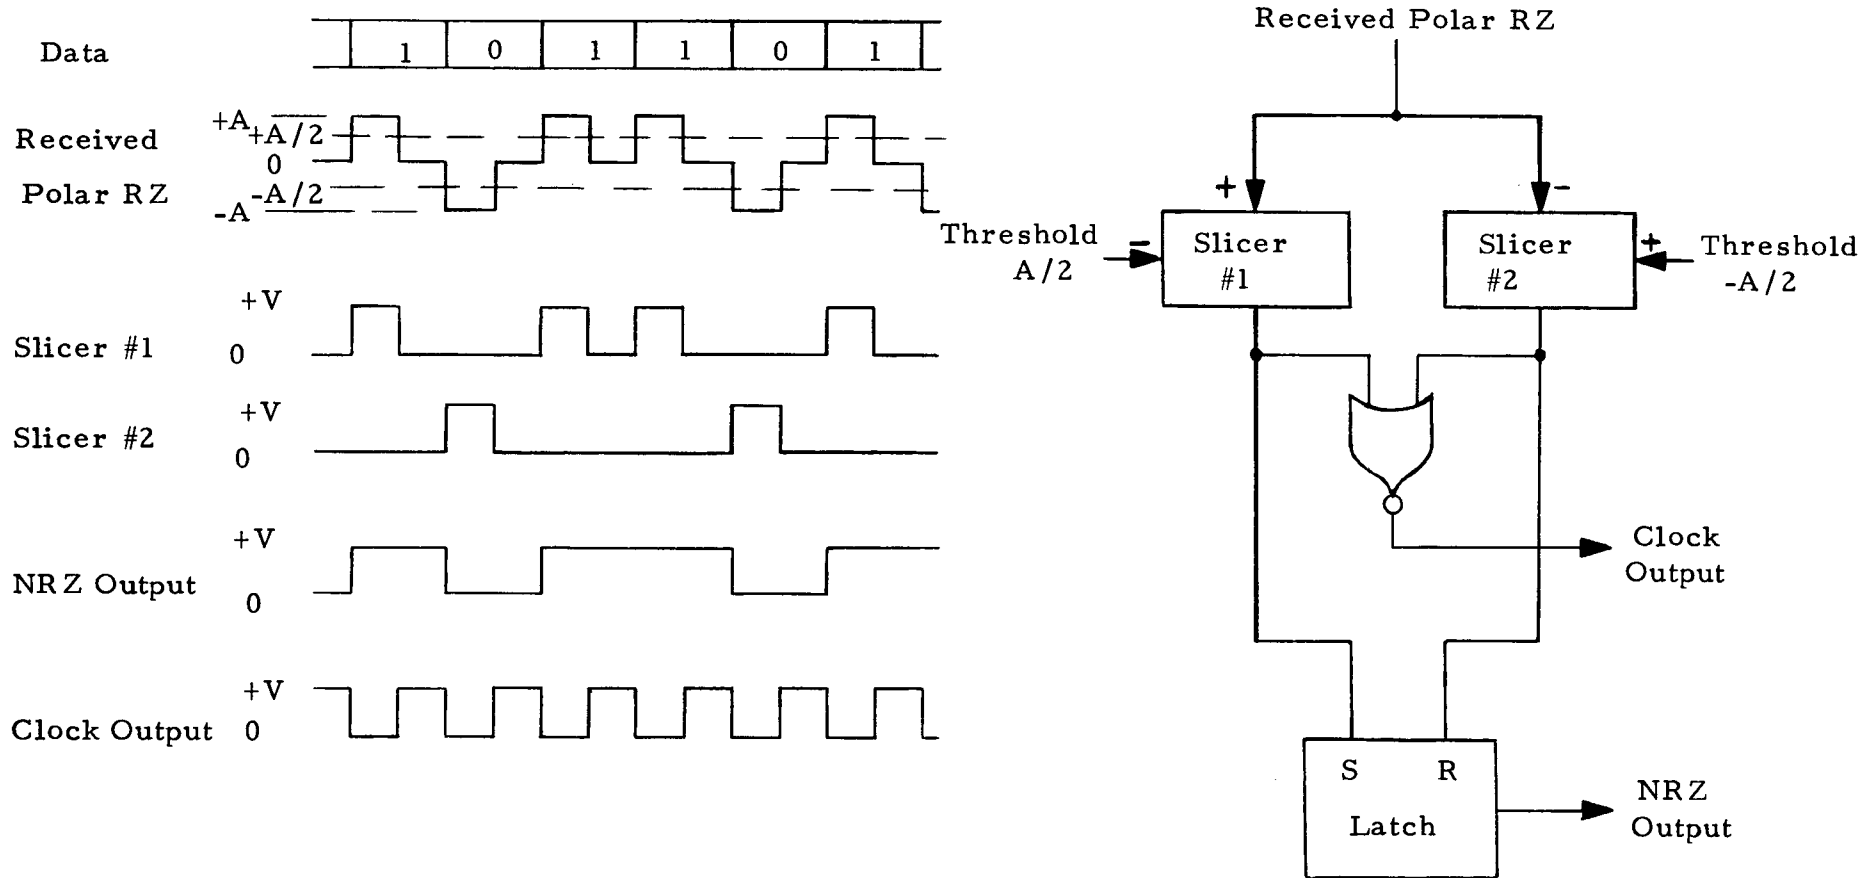 Data
1 0 1 1 0 1
Received
Polar RZ
+A
+A/2
0
-A/2
-A
Slicer #1
+V
0
Slicer #2
+V
0
NRZ Output
+V
0
Clock Output
+V
0
Received Polar RZ
+
-
Threshold
A/2
-
Slicer
#1
Slicer
#2
+
Threshold
-A/2
Clock
Output
S R
Latch
NRZ
Output